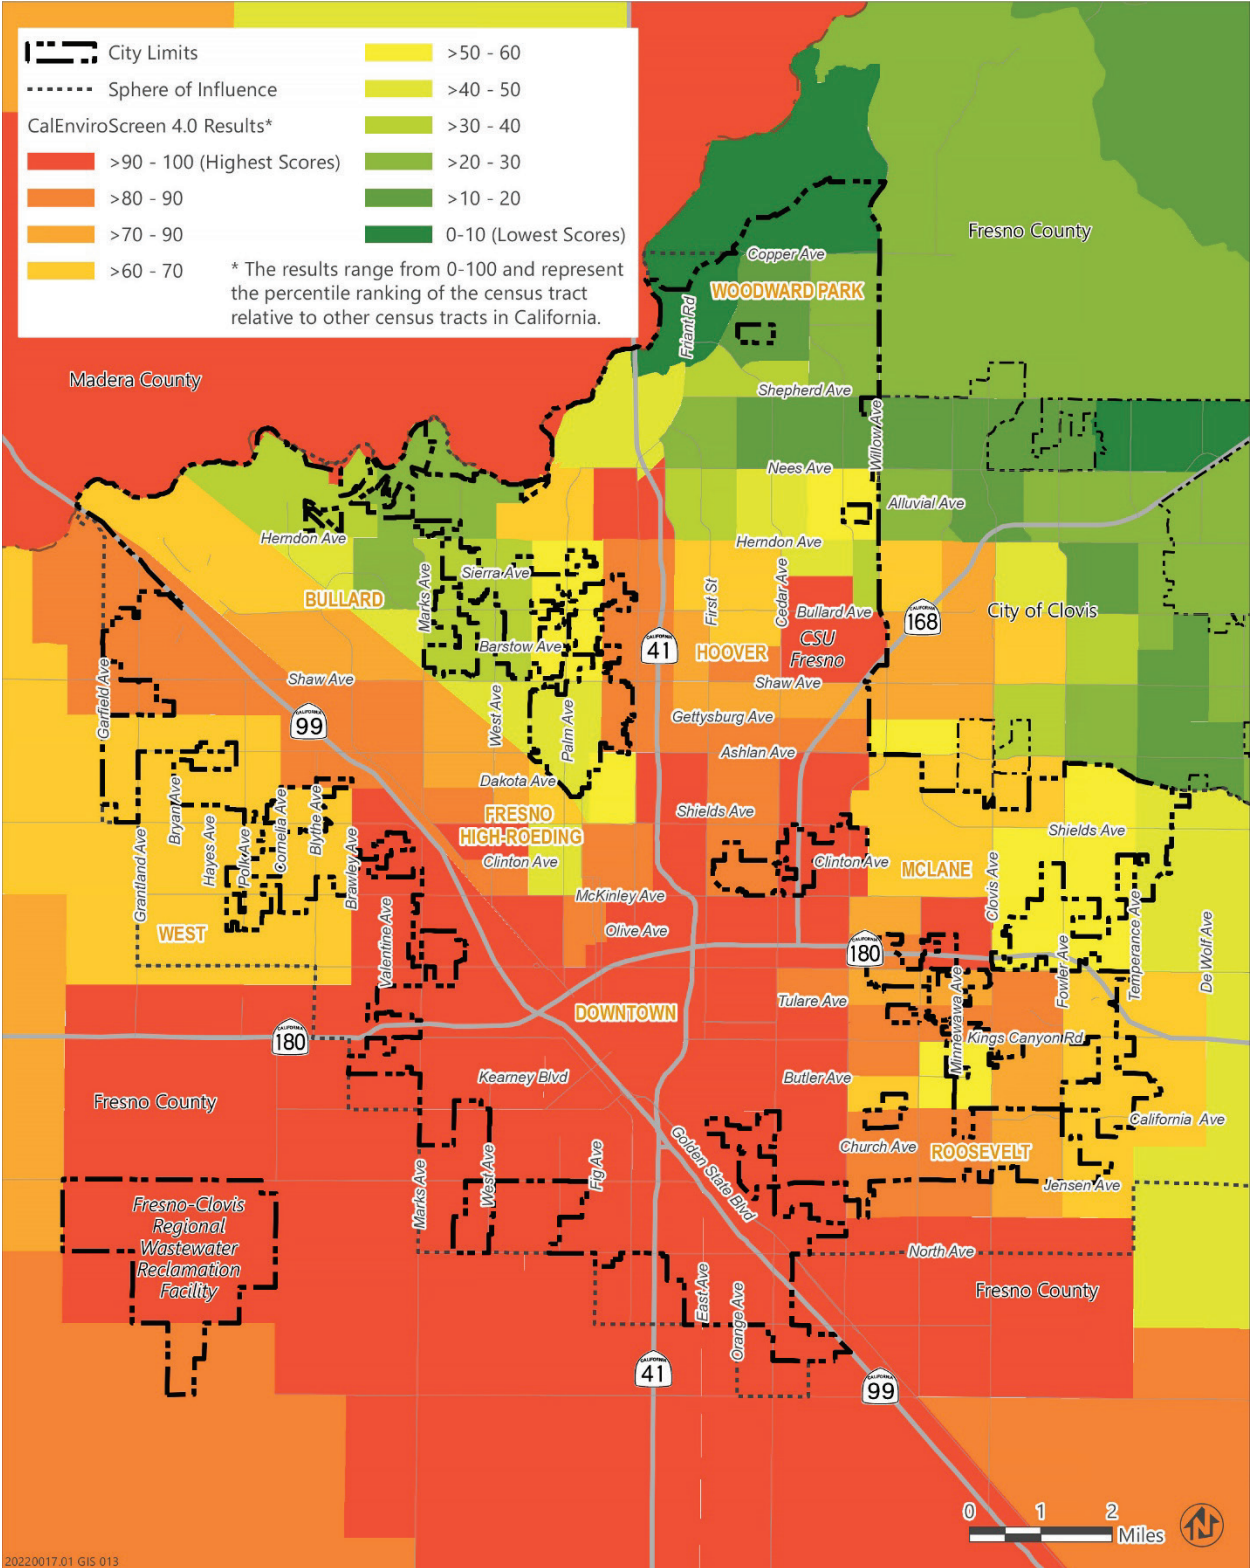 City Limits
Sphere of Influence
CalEnviroScreen 4.0 Results*
>90 - 100 (Highest Scores)
>80 - 90
>70 - 90
>60 - 70
>50 - 60
>40 - 50
>30 - 40
>20 - 30
>10 - 20
0-10 (Lowest Scores)
* The results range from 0-100 and represent
the percentile ranking of the census tract
relative to other census tracts in California.
Fresno County
Copper Ave
WOODWARD PARK
Friant Rd
Madera County
Shepherd Ave
Willow Ave
Nees Ave
Alluvial Ave
Herndon Ave
Herndon Ave
Sierra Ave
Marks Ave
BULLARD
First St
Cedar Ave
Bullard Ave
CALIFORNIA
168
City of Clovis
Barstow Ave
CALIFORNIA
41
HOOVER
CSU
Fresno
Garfield Ave
Shaw Ave
Shaw Ave
CALIFORNIA
99
West Ave
Palm Ave
Gettysburg Ave
Ashlan Ave
Dakota Ave
Bryan Ave
Hayes Ave
Polk Ave
Cornelia Ave
Blythe Ave
Brawley Ave
FRESNO
HIGH-ROEDING
Shields Ave
Shields Ave
Clinton Ave
Clinton Ave
MCLANE
Clovis Ave
Grantland Ave
McKinley Ave
WEST
Valentine Ave
Olive Ave
CALIFORNIA
180
Fowler Ave
Temperance Ave
De Wolf Ave
DOWNTOWN
Tulare Ave
Minnewawa Ave
Kings Canyon Rd
CALIFORNIA
180
Kearney Blvd
Butler Ave
Fresno County
California Ave
Church Ave
ROOSEVELT
Golden State Blvd
Marks Ave
West Ave
Fig Ave
Jensen Ave
Fresno-Clovis
Regional
Wastewater
Reclamation
Facility
North Ave
East Ave
Orange Ave
Fresno County
CALIFORNIA
41
CALIFORNIA
99
0 1 2
Miles
N
20220017.01 GIS 013